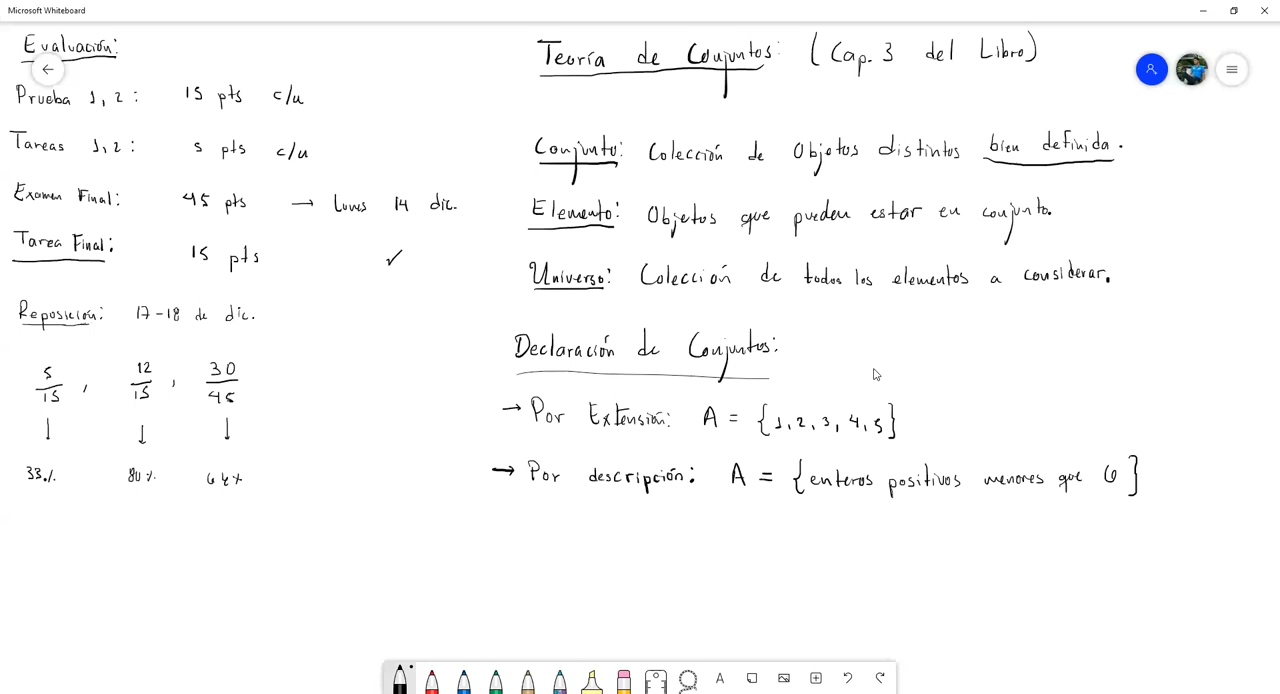 Microsoft Whiteboard
Evaluación:
Prueba 1, 2: 15 pts c/u
Tareas 1, 2: 5 pts c/u
Examen Final: 45 pts → Lunes 14 dic.
Tarea Final: 15 pts ✓
Reposición: 17-18 de dic.
5/15, 12/15, 30/45
↓ ↓ ↓
33.% 80% 64%
Teoría de Conjuntos: (Cap. 3 del Libro)
Conjunto: Colección de Objetos distintos bien definida.
Elemento: Objetos que pueden estar en conjunto.
Universo: Colección de todos los elementos a considerar.
Declaración de Conjuntos:
→ Por Extensión: A = {1, 2, 3, 4, 5}
→ Por descripción: A = {enteros positivos menores que 6}